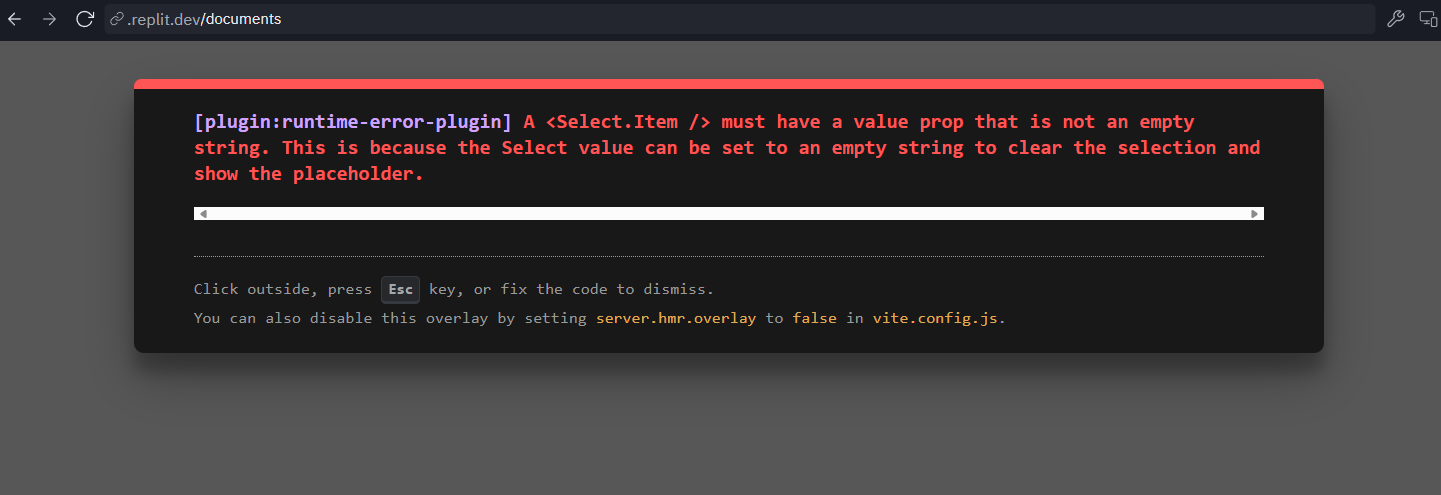 .replit.dev/documents
[plugin:runtime-error-plugin] A <Select.Item /> must have a value prop that is not an empty
string. This is because the Select value can be set to an empty string to clear the selection and
show the placeholder.
Click outside, press Esc key, or fix the code to dismiss.
You can also disable this overlay by setting server.hmr.overlay to false in vite.config.js.